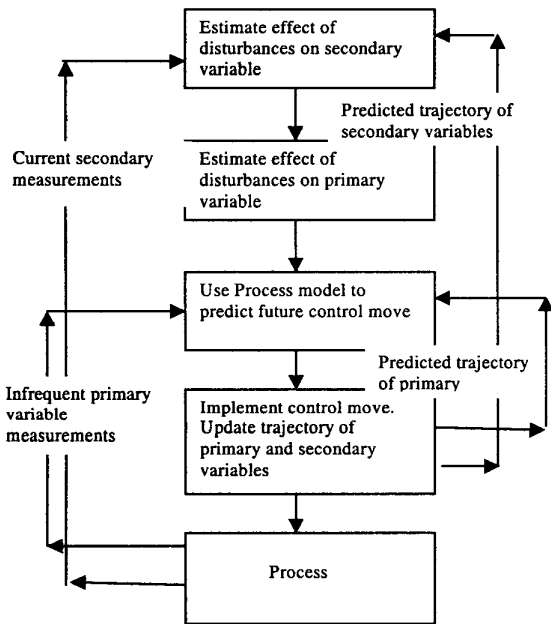 Estimate effect of
disturbances on secondary
variable
Predicted trajectory of
secondary variables
Current secondary
measurements
Estimate effect of
disturbances on primary
variable
Use Process model to
predict future control move
Predicted trajectory
of primary
Infrequent primary
variable
measurements
Implement control move.
Update trajectory of
primary and secondary
variables
Process